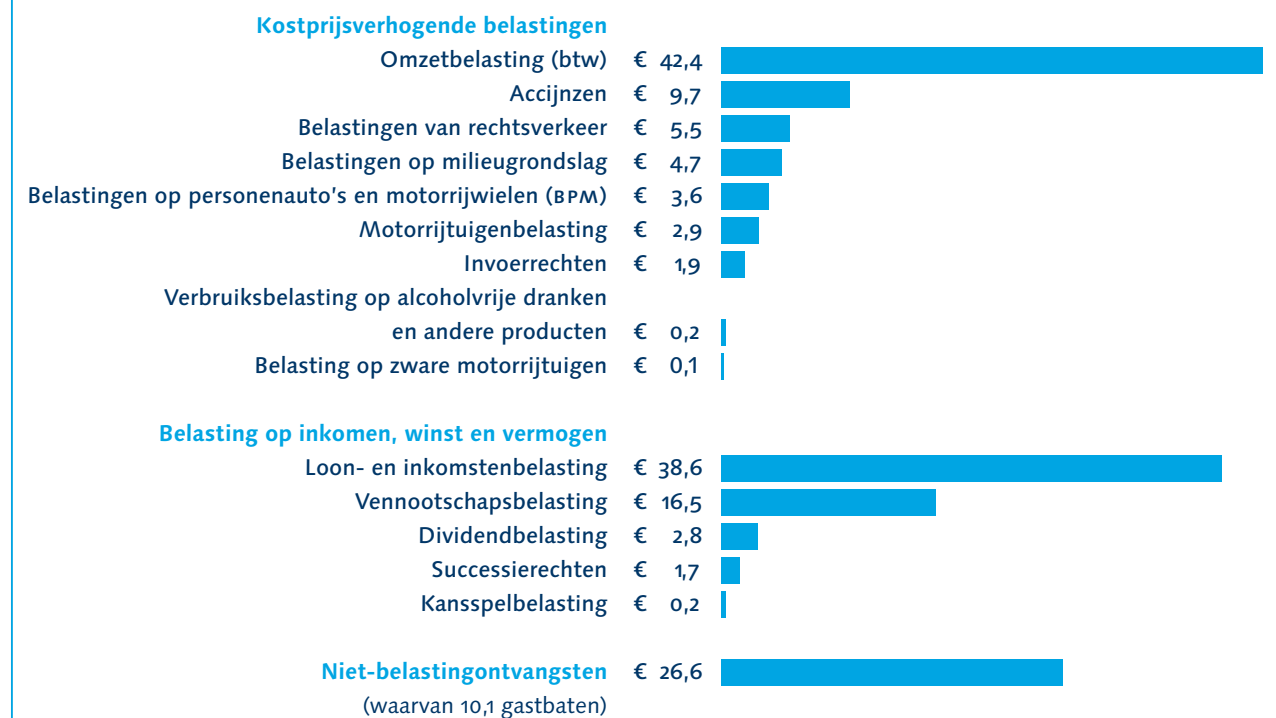 Kostprijsverhogende belastingen
Omzetbelasting (btw) € 42,4
Accijnzen € 9,7
Belastingen van rechtsverkeer € 5,5
Belastingen op milieugrondslag € 4,7
Belastingen op personenauto's en motorrijwielen (BPM) € 3,6
Motorrijtuigenbelasting € 2,9
Invoerrechten € 1,9
Verbruiksbelasting op alcoholvrije dranken
en andere producten € 0,2
Belasting op zware motorrijtuigen € 0,1
Belasting op inkomen, winst en vermogen
Loon- en inkomstenbelasting € 38,6
Vennootschapsbelasting € 16,5
Dividendbelasting € 2,8
Successierechten € 1,7
Kansspelbelasting € 0,2
Niet-belastingontvangsten € 26,6
(waarvan 10,1 gastbaten)